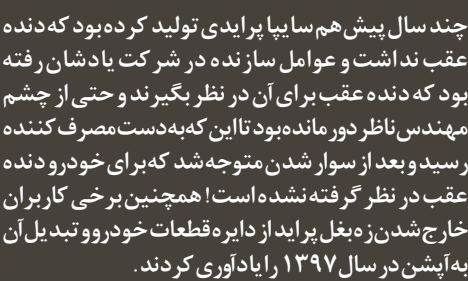 چند سال پیش هم سایپا پرایدی تولید کرده بود که دنده
عقب نداشت و عوامل سازنده در شرکت یادشان رفته
بود که دنده عقب برای آن در نظر بگیرند و حتی از چشم
مهندس ناظر دور مانده بود تا این که به دست مصرف کننده
رسید و بعد از سوار شدن متوجه شد که برای خودرو دنده
عقب در نظر گرفته نشده است! همچنین برخی کاربران
خارج شدن زه بغل پراید از دایره قطعات خودرو و تبدیل آن
به آپشن در سال ۱۳۹۷ را یادآوری کردند.